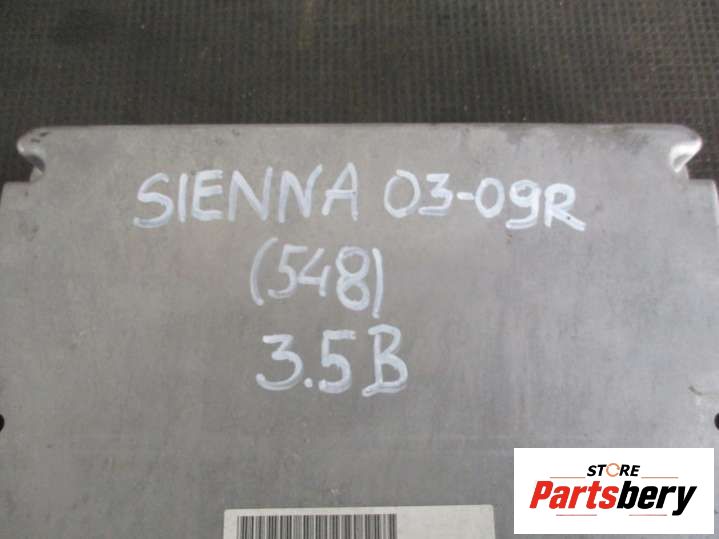 SIENNA 03-09R
(548)
3.5B
STORE
Partsbery